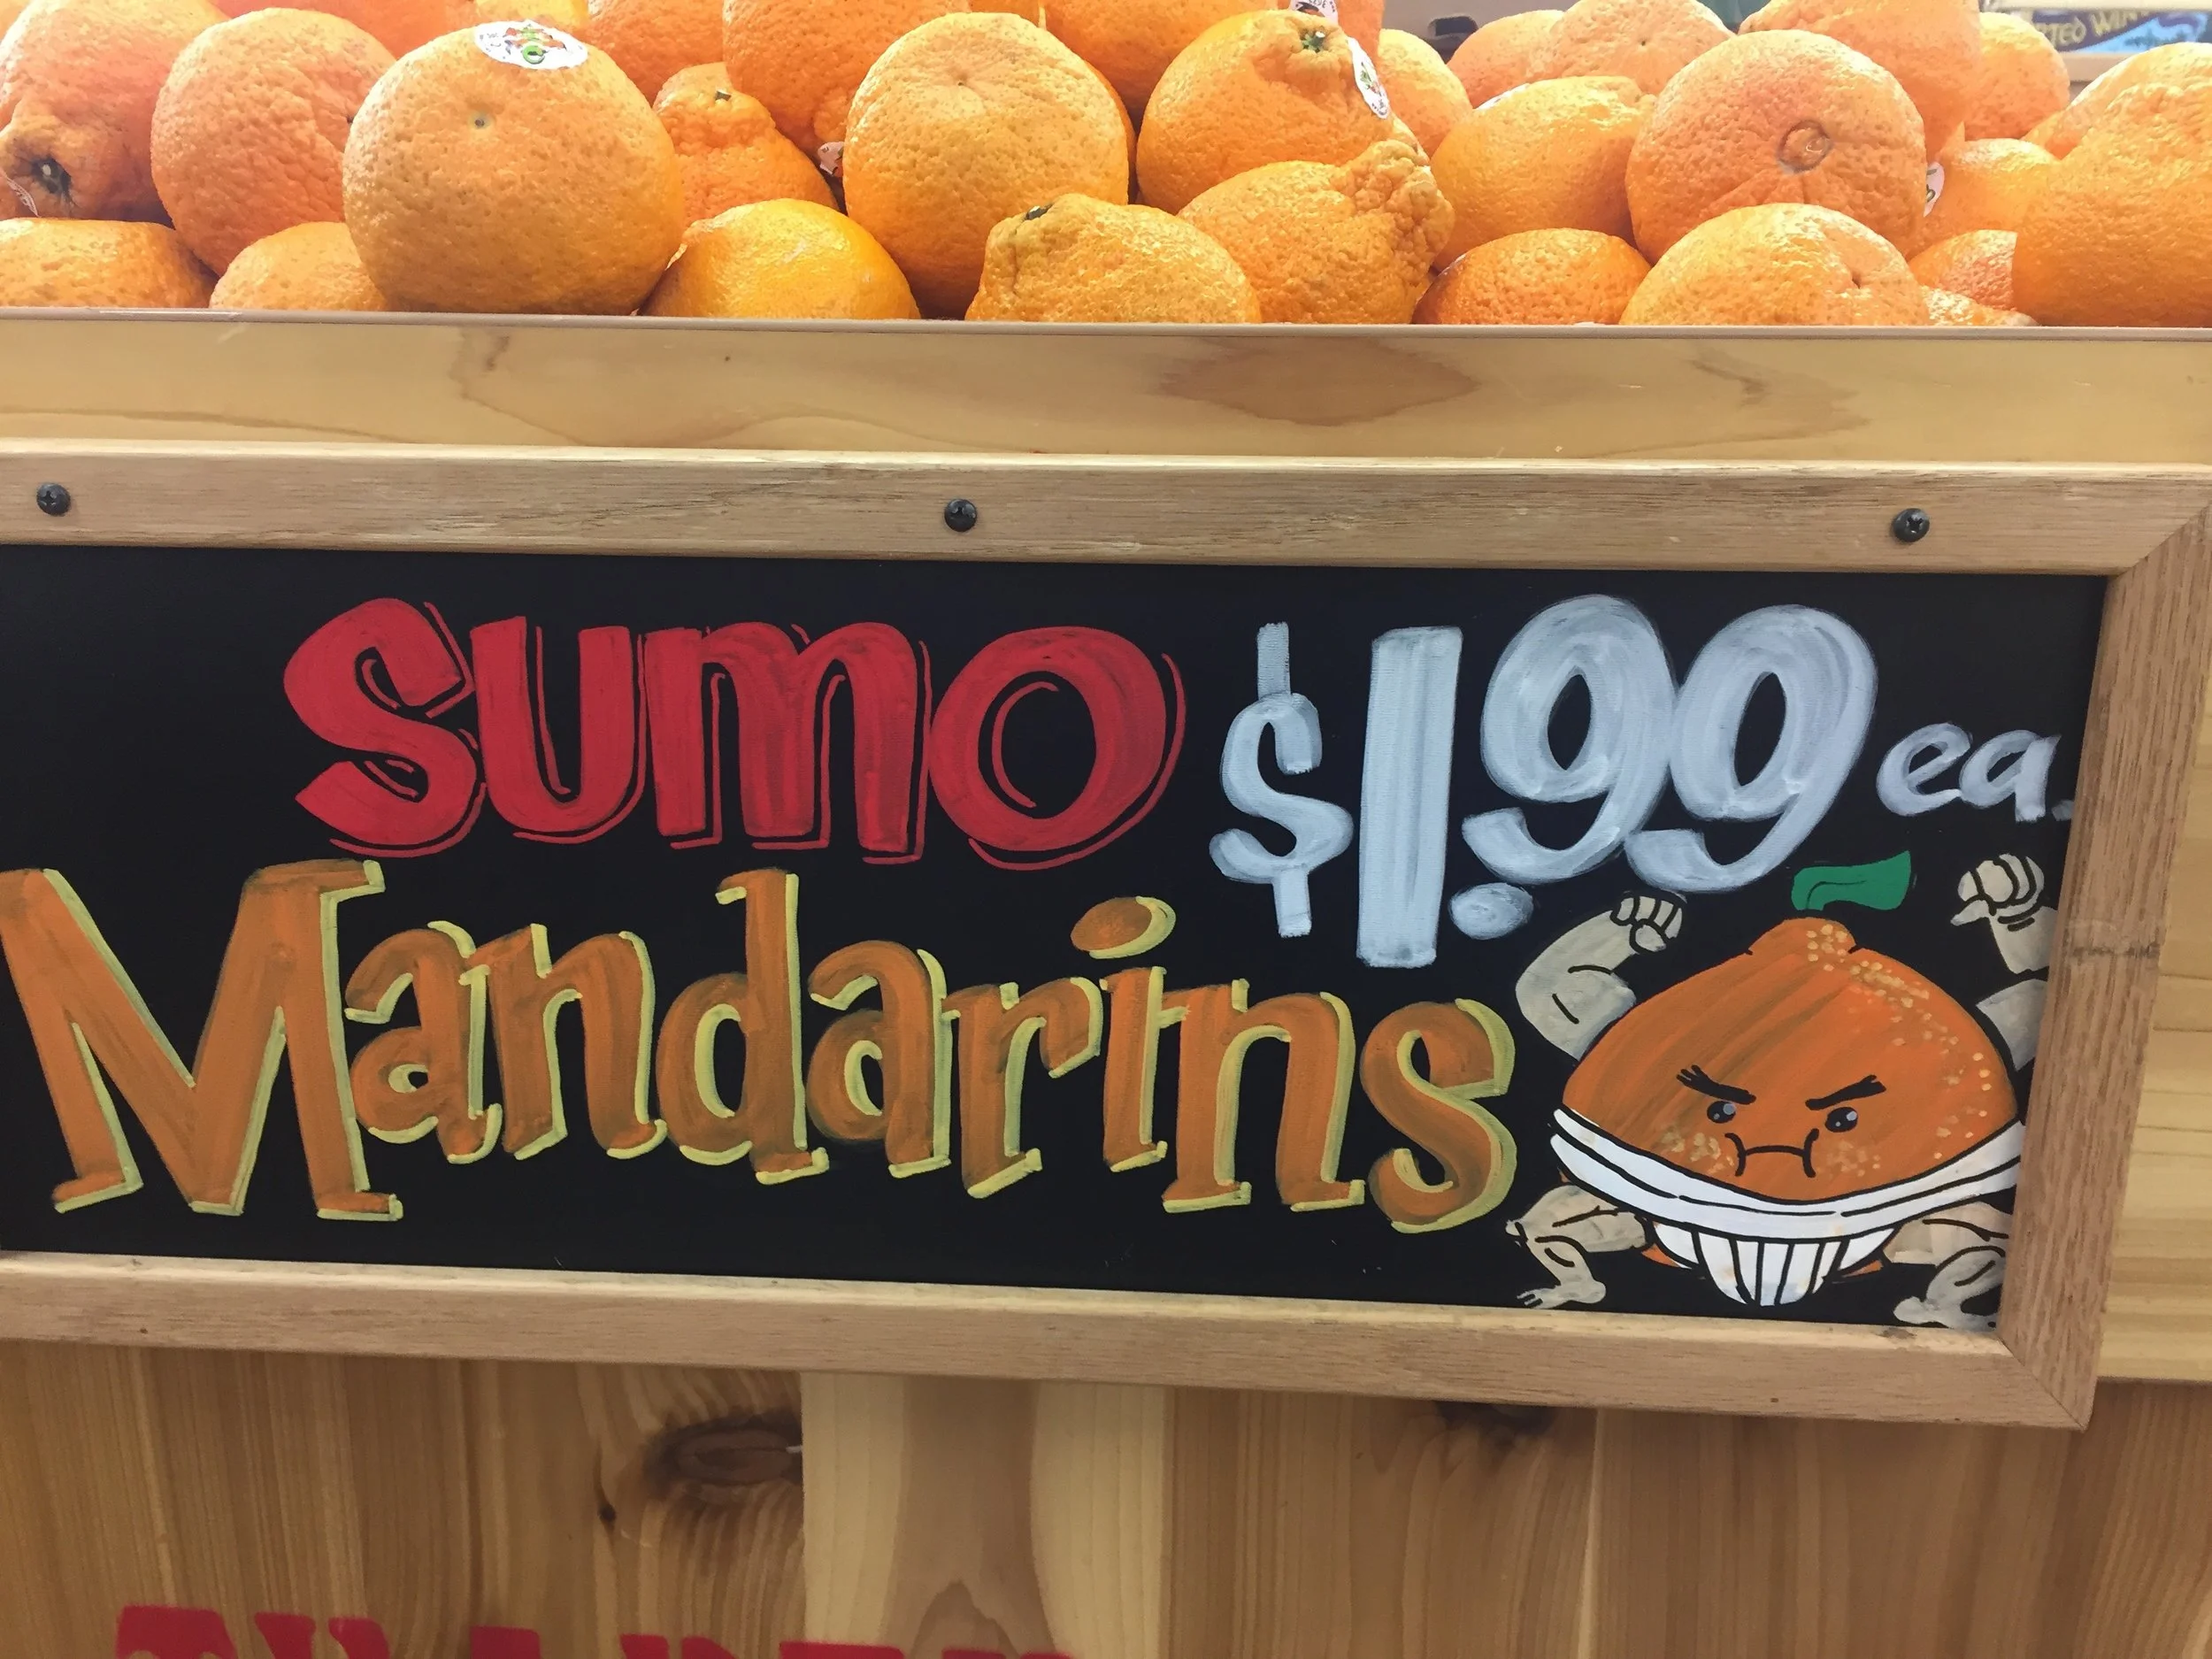 Sumo $1.99 ea.
Mandarins